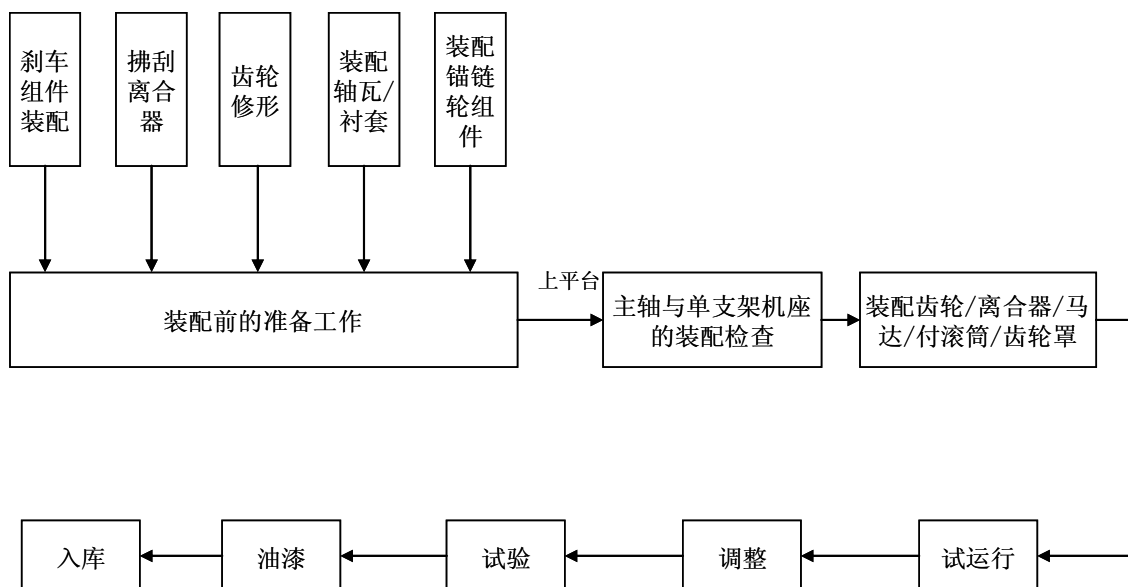 刹车
组件
装配
拂刮
离合
器
齿轮
修形
装配
轴瓦/
衬套
装配
锚链
轮组
件
装配前的准备工作
上平台
主轴与单支架机座
的装配检查
装配齿轮/离合器/马
达/付滚筒/齿轮罩
入库
油漆
试验
调整
试运行